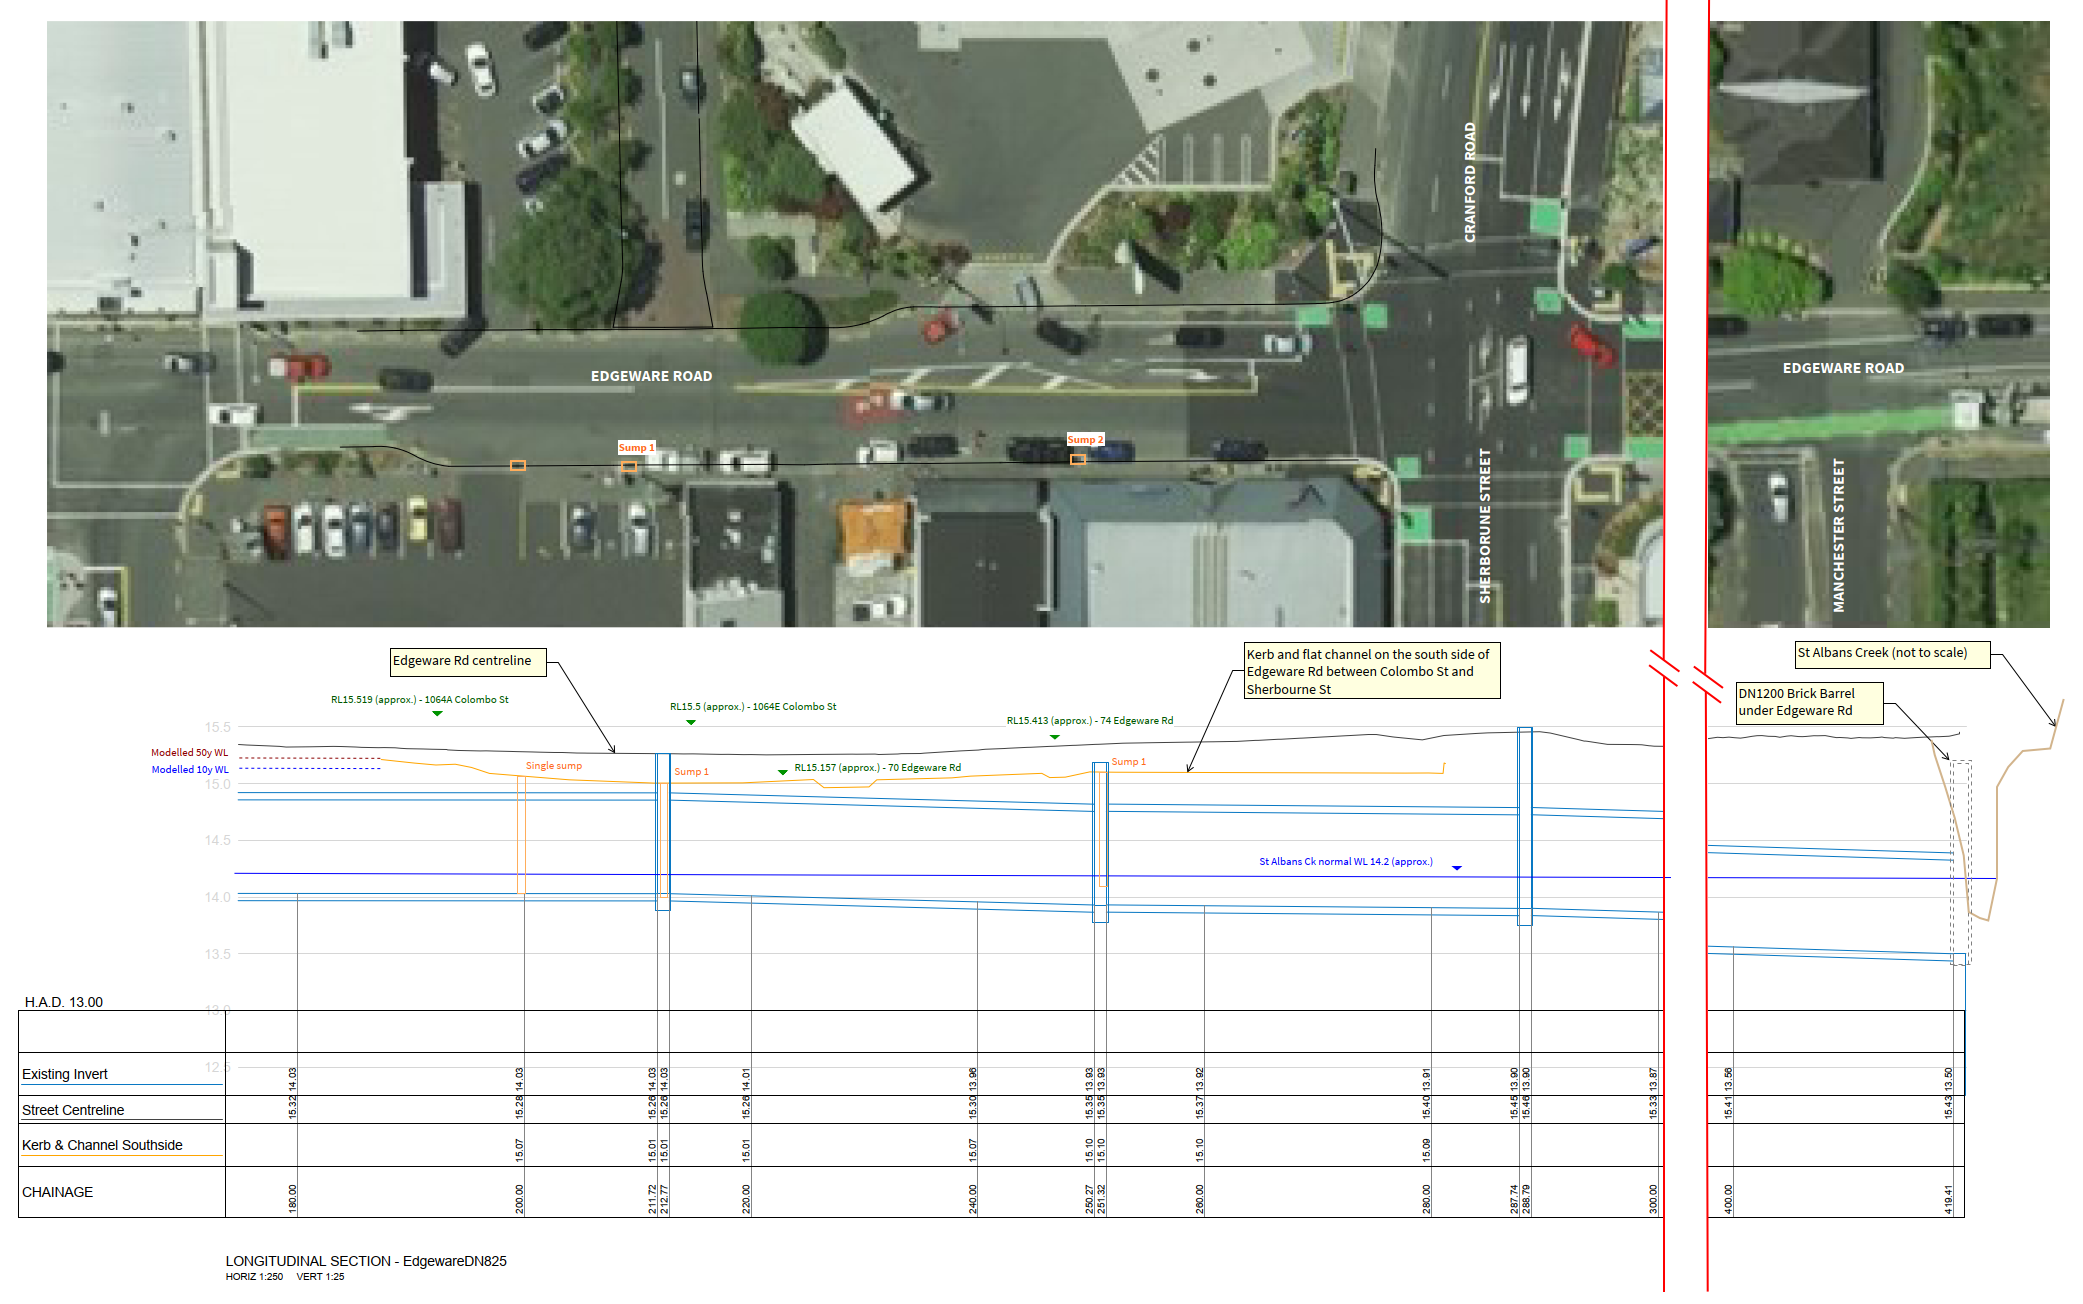 CRANFORD ROAD
EDGEWARE ROAD
EDGEWARE ROAD
Sump 1
Sump 2
SHERBORUNE STREET
MANCHESTER STREET
Edgeware Rd centreline
Kerb and flat channel on the south side of
Edgeware Rd between Colombo St and
Sherbourne St
St Albans Creek (not to scale)
DN1200 Brick Barrel
under Edgeware Rd
RL15.519 (approx.) - 1064A Colombo St
RL15.5 (approx.) - 1064E Colombo St
RL15.413 (approx.) - 74 Edgeware Rd
15.5
Modelled 50y WL
Modelled 10y WL
Single sump
Sump 1
RL15.157 (approx.) - 70 Edgeware Rd
Sump 1
15.0
14.5
St Albans Ck normal WL 14.2 (approx.)
14.0
13.5
H.A.D. 13.00
13.0
12.5
Existing Invert
14.03 14.03 14.03 14.03 14.01 13.96 13.93 13.93 13.92 13.91 13.90 13.90 13.87 13.56 13.50
Street Centreline
15.32 15.28 15.26 15.26 15.26 15.30 15.35 15.35 15.37 15.40 15.45 15.46 15.33 15.41 15.43
Kerb & Channel Southside
15.07 15.01 15.01 15.01 15.07 15.10 15.10 15.10 15.09
CHAINAGE
180.00 200.00 211.72 212.77 220.00 240.00 250.27 251.32 260.00 280.00 287.74 288.79 300.00 400.00 419.41
LONGITUDINAL SECTION - EdgewareDN825
HORIZ 1:250 VERT 1:25